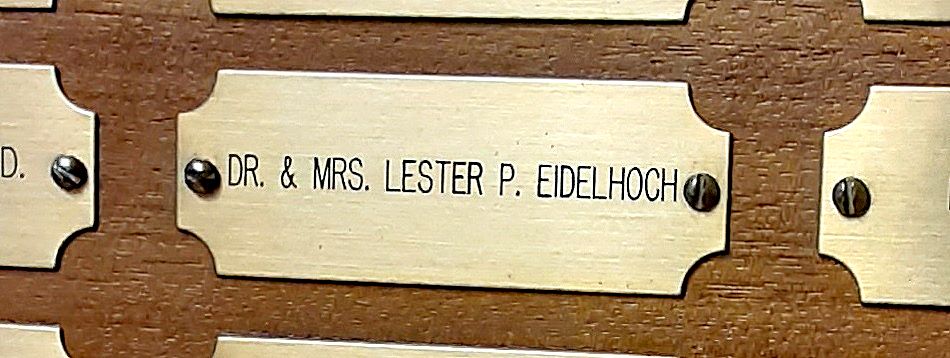 D.
DR. & MRS. LESTER P. EIDELHOCH